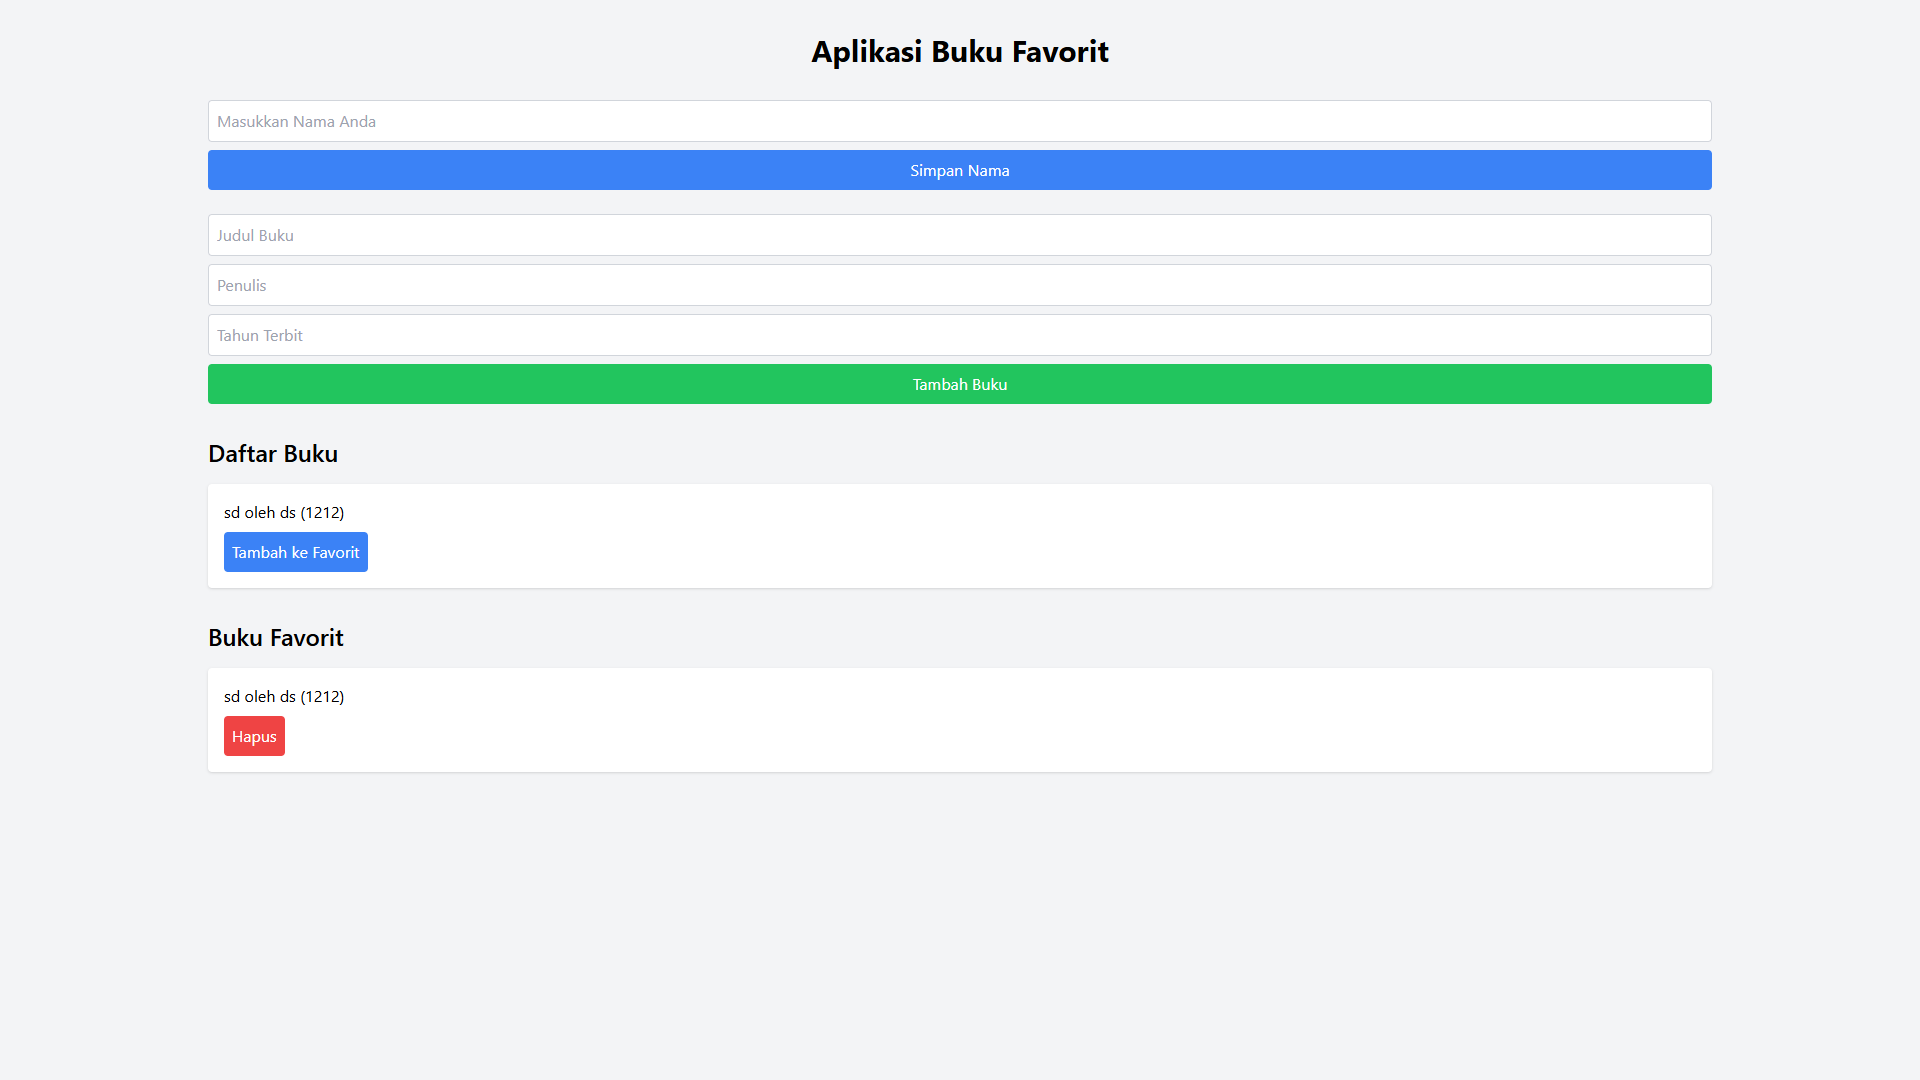 Aplikasi Buku Favorit
Masukkan Nama Anda
Simpan Nama
Judul Buku
Penulis
Tahun Terbit
Tambah Buku
Daftar Buku
sd oleh ds (1212)
Tambah ke Favorit
Buku Favorit
sd oleh ds (1212)
Hapus